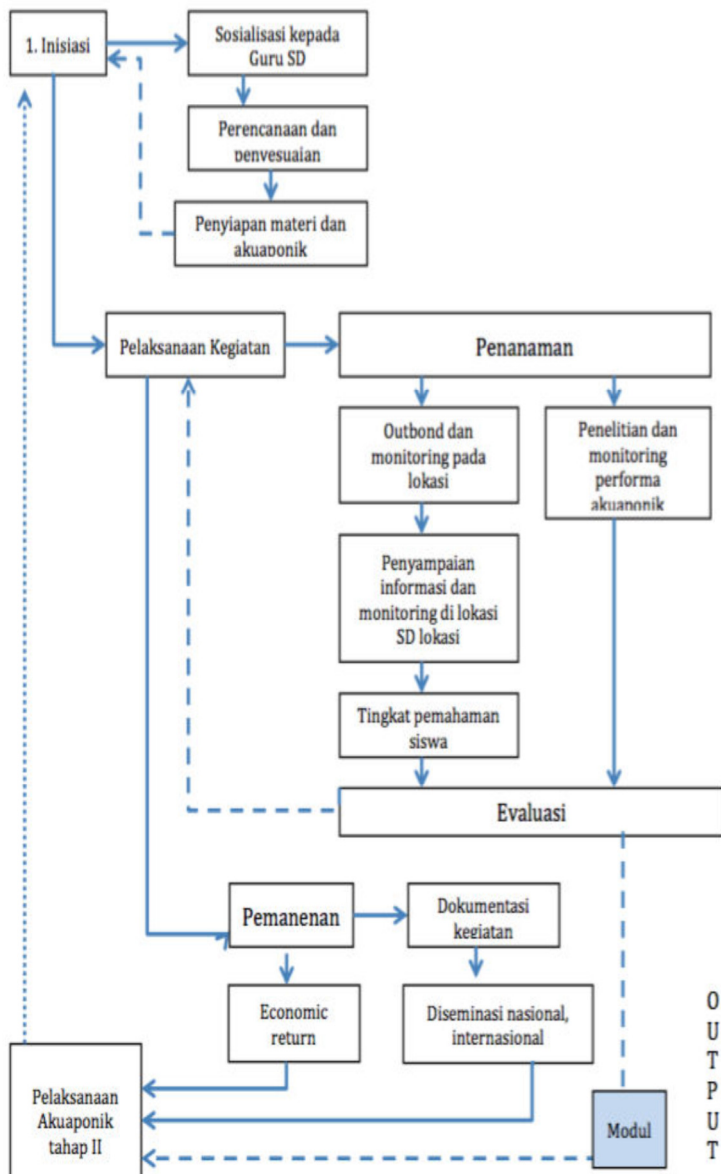 1. Inisiasi
Sosialisasi kepada
Guru SD
Perencanaan dan
penyesuaian
Penyiapan materi dan
akuaponik
Pelaksanaan Kegiatan
Penanaman
Outbond dan
monitoring pada
lokasi
Penelitian dan
monitoring
performa
akuaponik
Penyampaian
informasi dan
monitoring di lokasi
SD lokasi
Tingkat pemahaman
siswa
Evaluasi
Pemanenan
Dokumentasi
kegiatan
Economic
return
Diseminasi nasional,
internasional
Pelaksanaan
Akuaponik
tahap II
Modul
O
U
T
P
U
T